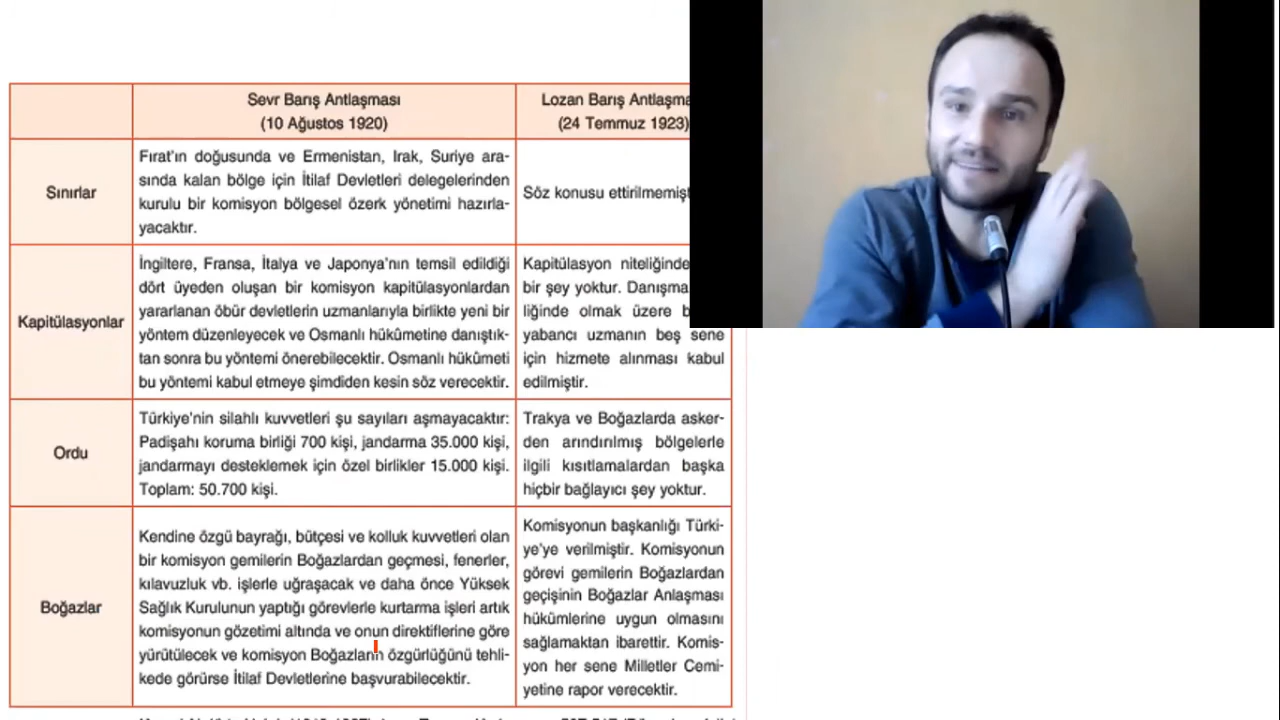 Sevr Barış Antlaşması
(10 Ağustos 1920)
Lozan Barış
(24 Temmuz 1923)
Sınırlar
Fırat'ın doğusunda ve Ermenistan, Irak, Suriye ara-
sında kalan bölge için İtilaf Devletleri delegelerinden
kurulu bir komisyon bölgesel özerk yönetimi hazırla-
yacaktır.
Söz konusu
Kapitülasyonlar
İngiltere, Fransa, İtalya ve Japonya'nın temsil edildiği
dört üyeden oluşan bir komisyon kapitülasyonlardan
yararlanan öbür devletlerin uzmanlarıyla birlikte yeni bir
yöntem düzenleyecek ve Osmanlı hükûmetine danıştık-
tan sonra bu yöntemi önerebilecektir. Osmanlı hükûmeti
bu yöntemi kabul etmeye şimdiden kesin söz verecektir.
Kapitülasyon niteliğinde
bir şey yoktur. Danışma
liğinde olmak üzere
yabancı uzmanın beş sene
için hizmete alınması kabul
edilmiştir.
Ordu
Türkiye'nin silahlı kuvvetleri şu sayıları aşmayacaktır:
Padişahı koruma birliği 700 kişi, jandarma 35.000 kişi,
jandarmayı desteklemek için özel birlikler 15.000 kişi.
Toplam: 50.700 kişi.
Trakya ve Boğazlarda asker-
den arındırılmış bölgelerle
ilgili kısıtlamalardan başka
hiçbir bağlayıcı şey yoktur.
Boğazlar
Kendine özgü bayrağı, bütçesi ve kolluk kuvvetleri olan
bir komisyon gemilerin Boğazlardan geçmesi, fenerler,
kılavuzluk vb. işlerle uğraşacak ve daha önce Yüksek
Sağlık Kurulunun yaptığı görevlerle kurtarma işleri artık
komisyonun gözetimi altında ve onun direktiflerine göre
yürütülecek ve komisyon Boğazların özgürlüğünü tehli-
kede görürse İtilaf Devletlerine başvurabilecektir.
Komisyonun başkanlığı Türki-
ye'ye verilmiştir. Komisyonun
görevi gemilerin Boğazlardan
geçişinin Boğazlar Anlaşması
hükümlerine uygun olmasını
sağlamaktan ibarettir. Komis-
yon her sene Milletler Cemi-
yetine rapor verecektir.